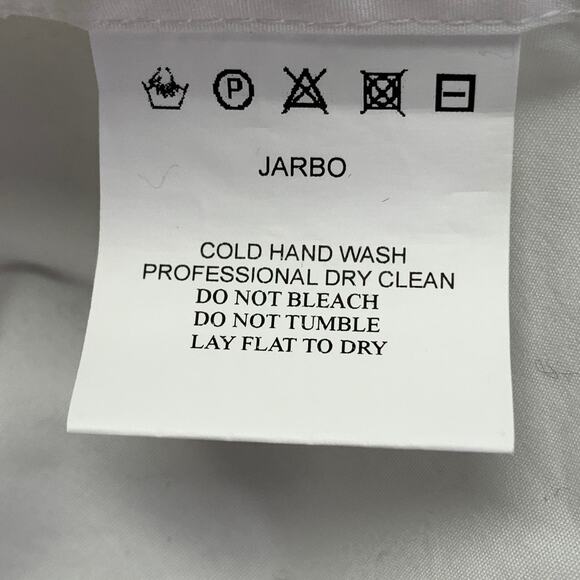 P
JARBO
COLD HAND WASH
PROFESSIONAL DRY CLEAN
DO NOT BLEACH
DO NOT TUMBLE
LAY FLAT TO DRY